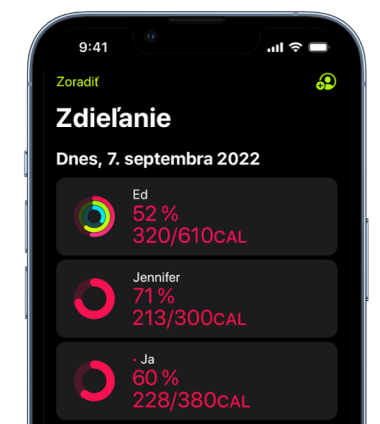 9:41
Zoradiť
Zdieľanie
Dnes, 7. septembra 2022
Ed
52 %
320/610CAL
Jennifer
71 %
213/300CAL
• Ja
60 %
228/380CAL